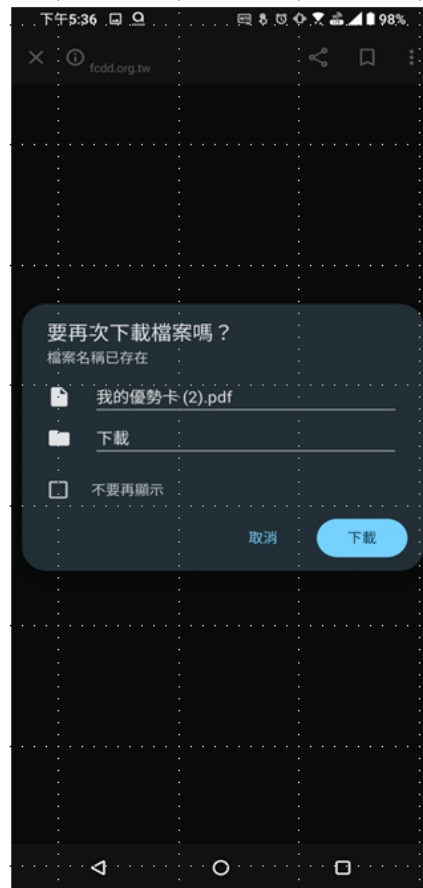 下午5:36
98%
fcdd.org.tw
要再次下載檔案嗎？
檔案名稱已存在
我的優勢卡 (2).pdf
下載
不要再顯示
取消
下載